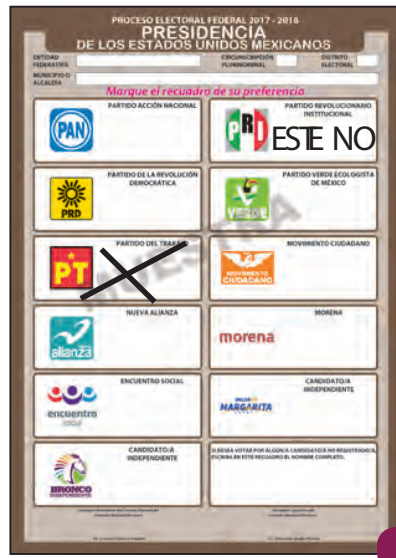 PROCESO ELECTORAL FEDERAL 2017 - 2018
PRESIDENCIA
DE LOS ESTADOS UNIDOS MEXICANOS
ENTIDAD FEDERATIVA
CIRCUNSCRIPCIÓN PLURINOMINAL
DISTRITO ELECTORAL
MUNICIPIO O ALCALDÍA
Marque el recuadro de su preferencia
PARTIDO ACCIÓN NACIONAL
PAN
PARTIDO REVOLUCIONARIO
INSTITUCIONAL
PRI
ESTE NO
PARTIDO DE LA REVOLUCIÓN
DEMOCRÁTICA
PRD
PARTIDO VERDE ECOLOGISTA
DE MÉXICO
VERDE
PARTIDO DEL TRABAJO
PT
MOVIMIENTO CIUDADANO
MOVIMIENTO
CIUDADANO
MUESTRA
NUEVA ALIANZA
alianza
MORENA
morena
ENCUENTRO SOCIAL
encuentro
social
CANDIDATO/A
INDEPENDIENTE
MARGARITA
CANDIDATO/A
INDEPENDIENTE
BRONCO
INDEPENDIENTE
SI DESEA VOTAR POR ALGÚN/A CANDIDATO/A NO REGISTRADO/A,
ESCRIBA EN ESTE RECUADRO EL NOMBRE COMPLETO.